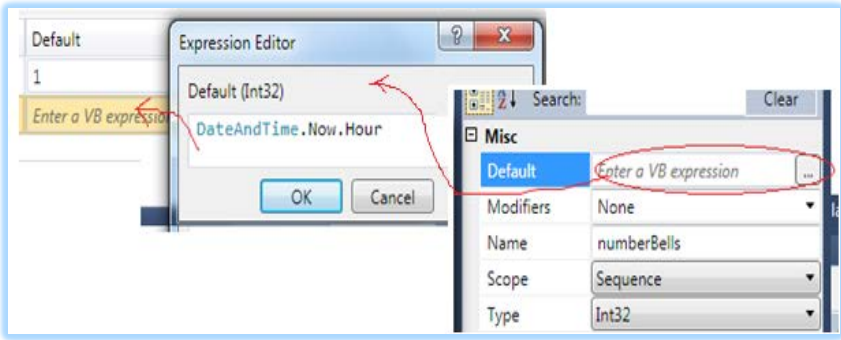 Default
1
Enter a VB expression
Expression Editor
?
X
Default (Int32)
DateAndTime.Now.Hour
OK
Cancel
Search:
Clear
Misc
Default
Enter a VB expression
...
Modifiers
None
Name
numberBells
Scope
Sequence
Type
Int32